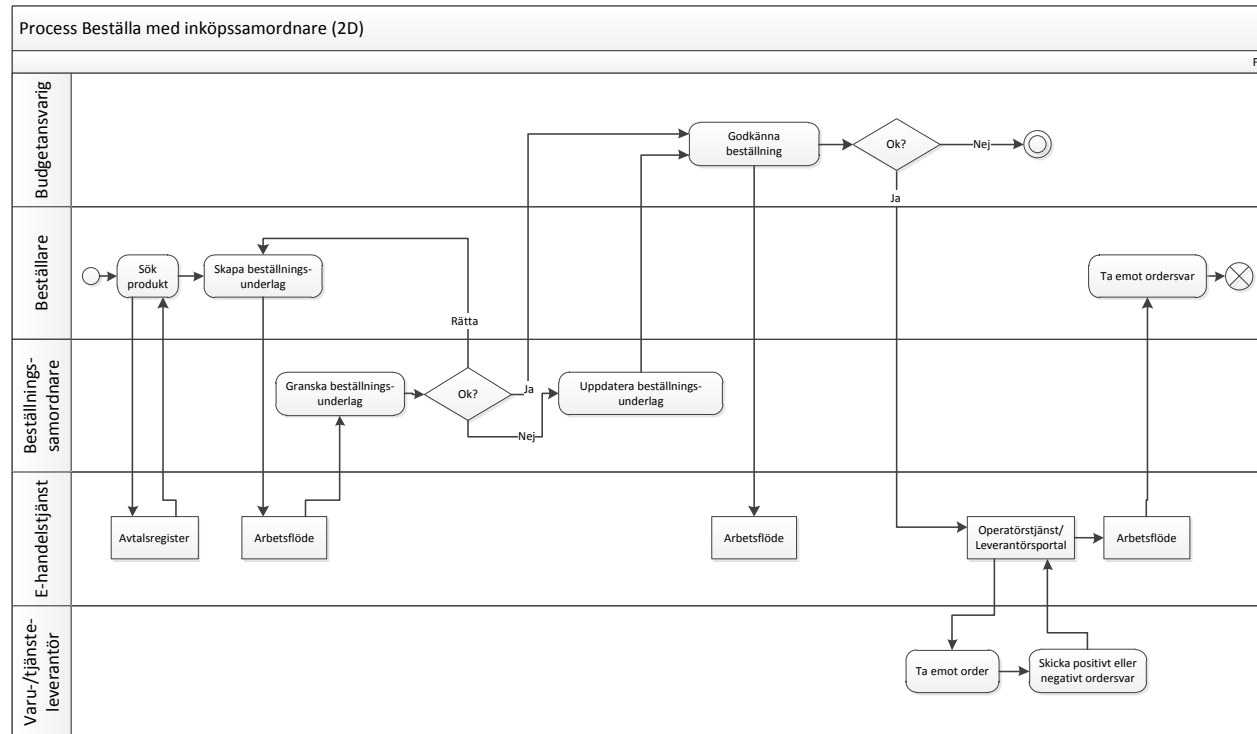 Process Beställa med inköpssamordnare (2D)
F
Budgetansvarig
Godkänna
beställning
Ok?
Nej
Ja
Beställare
Sök
produkt
Skapa beställnings-
underlag
Rätta
Ta emot ordersvar
Beställnings-
samordnare
Granska beställnings-
underlag
Ok?
Ja
Nej
Uppdatera beställnings-
underlag
E-handelstjänst
Avtalsregister
Arbetsflöde
Arbetsflöde
Operatörstjänst/
Leverantörsportal
Arbetsflöde
Varu-/tjänste-
leverantör
Ta emot order
Skicka positivt eller
negativt ordersvar